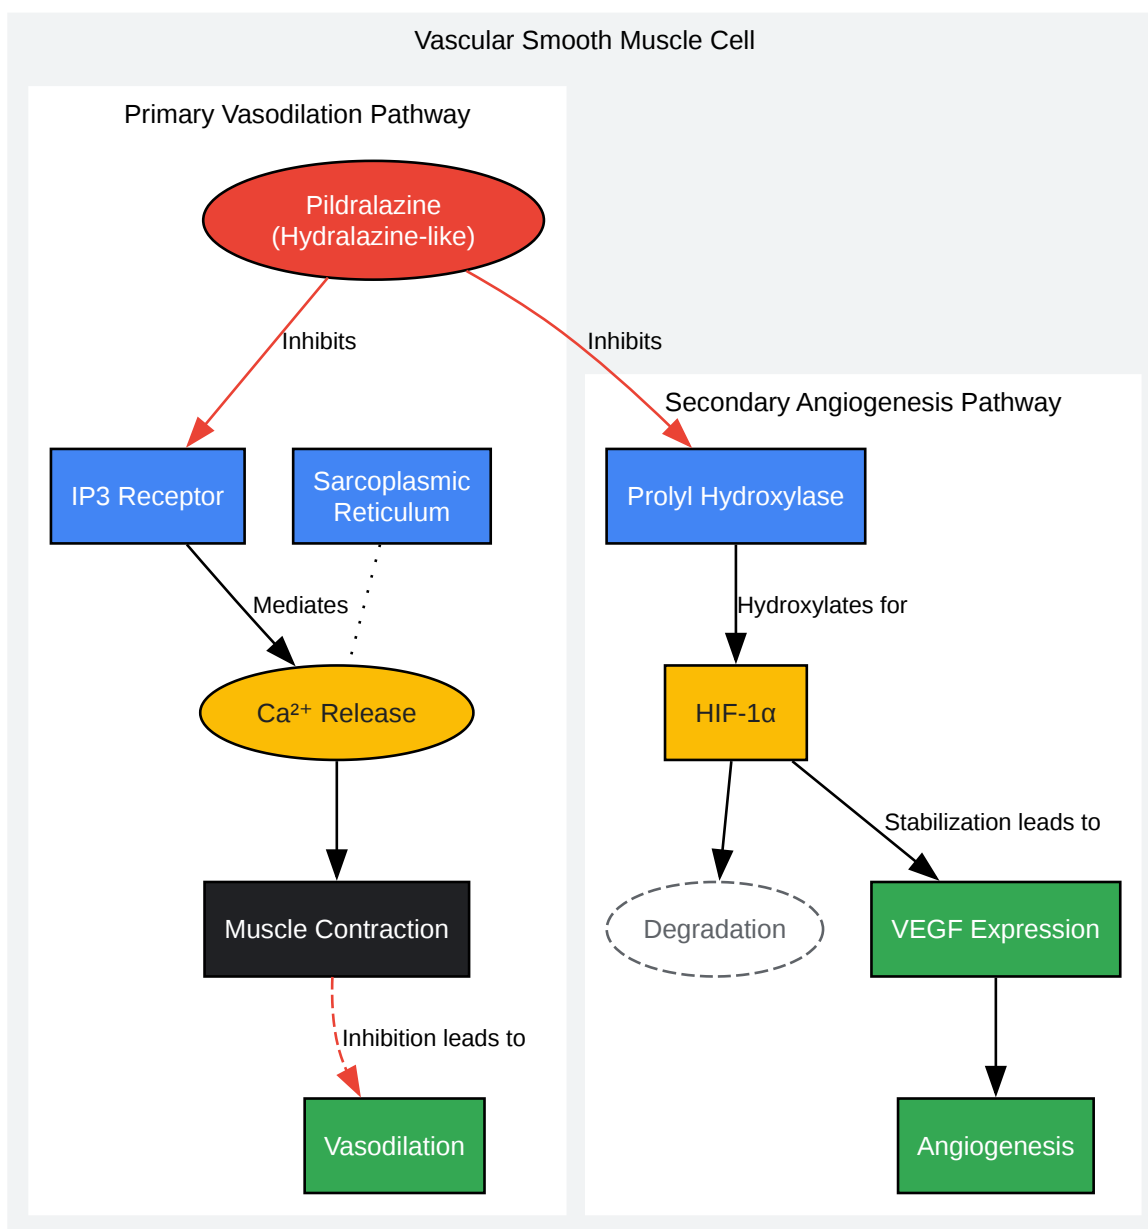 Vascular Smooth Muscle Cell
Primary Vasodilation Pathway
Pildralazine
(Hydralazine-like)
Inhibits
Inhibits
Secondary Angiogenesis Pathway
IP3 Receptor
Sarcoplasmic
Reticulum
Prolyl Hydroxylase
Mediates
Hydroxylates for
Ca²⁺ Release
HIF-1α
Stabilization leads to
Muscle Contraction
Degradation
VEGF Expression
Inhibition leads to
Vasodilation
Angiogenesis